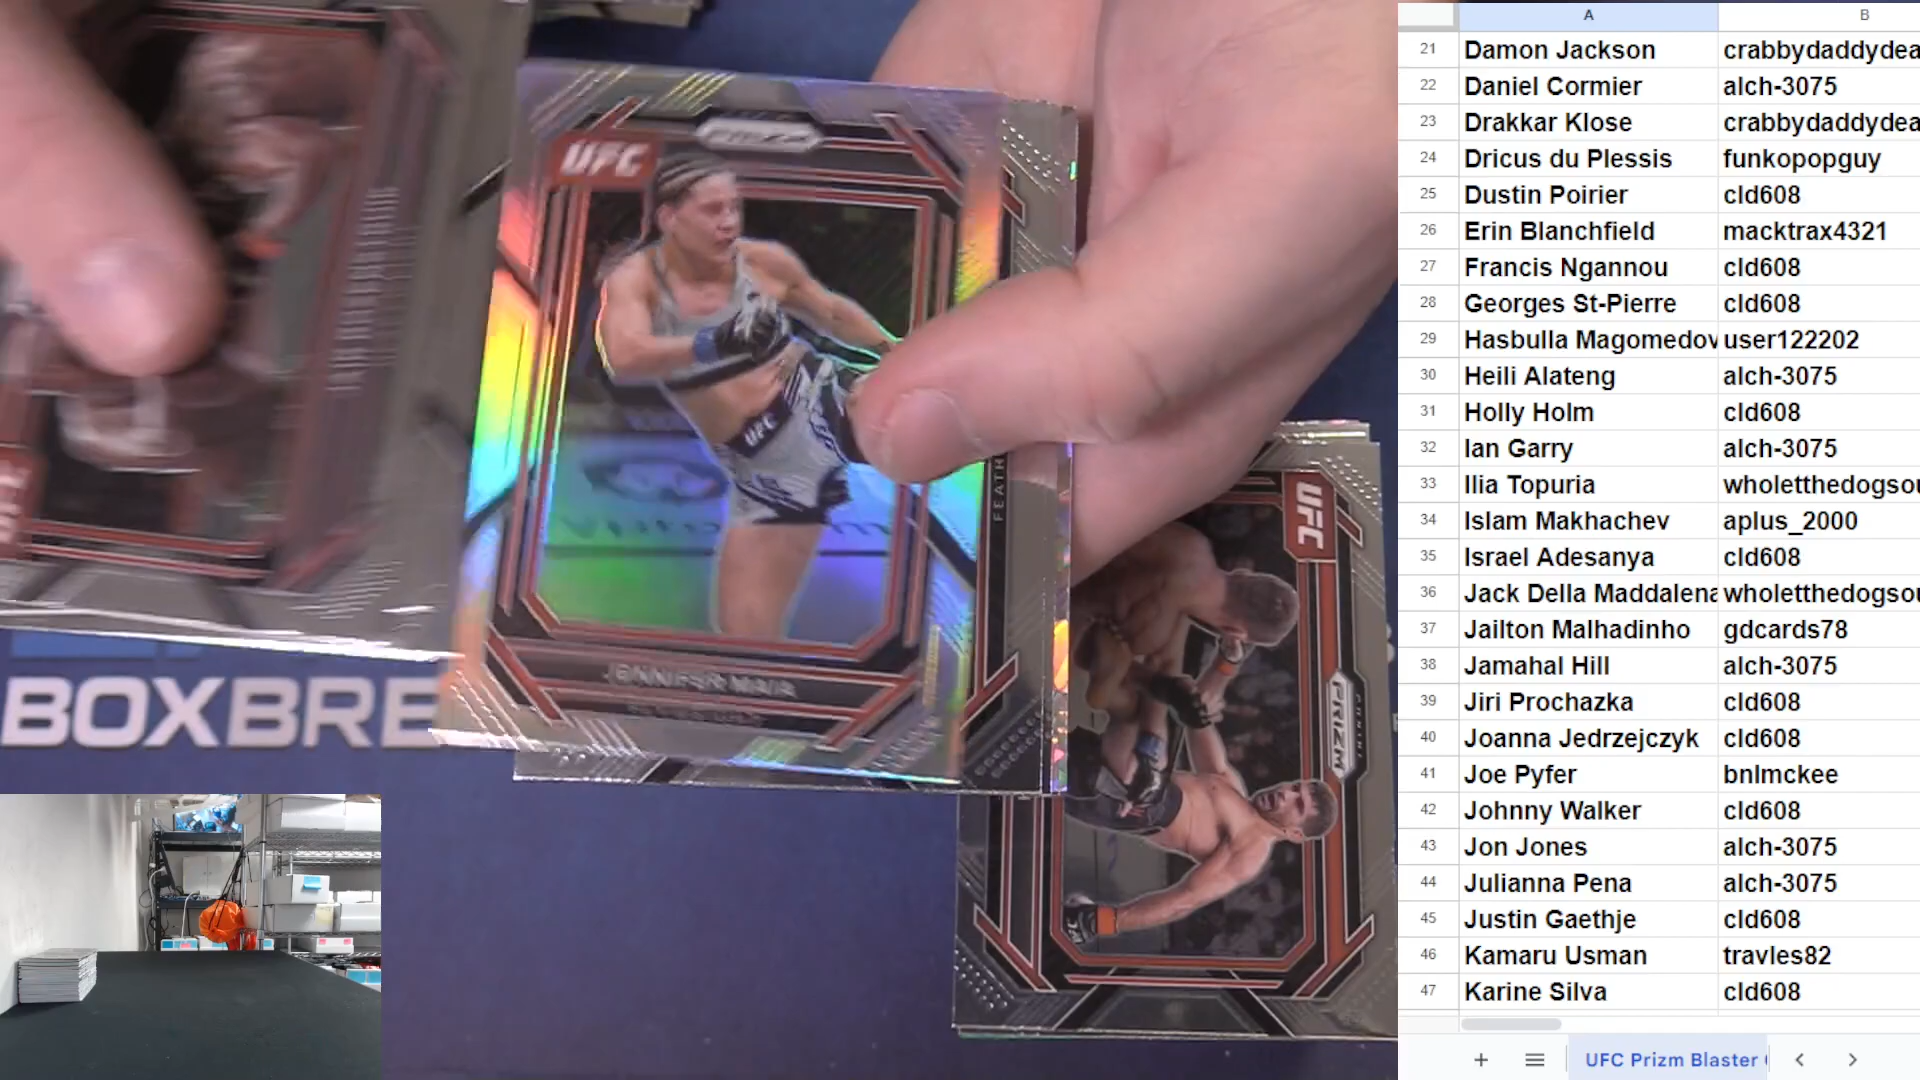 PRIZM
UFC
FEATH
UFC
JENNIFER MAIA
UFC
PRIZM
BOXBRE
A B
21 Damon Jackson crabbydaddydea
22 Daniel Cormier alch-3075
23 Drakkar Klose crabbydaddydea
24 Dricus du Plessis funkopopguy
25 Dustin Poirier cld608
26 Erin Blanchfield macktrax4321
27 Francis Ngannou cld608
28 Georges St-Pierre cld608
29 Hasbulla Magomedov user122202
30 Heili Alateng alch-3075
31 Holly Holm cld608
32 Ian Garry alch-3075
33 Ilia Topuria wholetthedogsou
34 Islam Makhachev aplus_2000
35 Israel Adesanya cld608
36 Jack Della Maddalena wholetthedogsou
37 Jailton Malhadinho gdcards78
38 Jamahal Hill alch-3075
39 Jiri Prochazka cld608
40 Joanna Jedrzejczyk cld608
41 Joe Pyfer bnlmckee
42 Johnny Walker cld608
43 Jon Jones alch-3075
44 Julianna Pena alch-3075
45 Justin Gaethje cld608
46 Kamaru Usman travles82
47 Karine Silva cld608
UFC Prizm Blaster